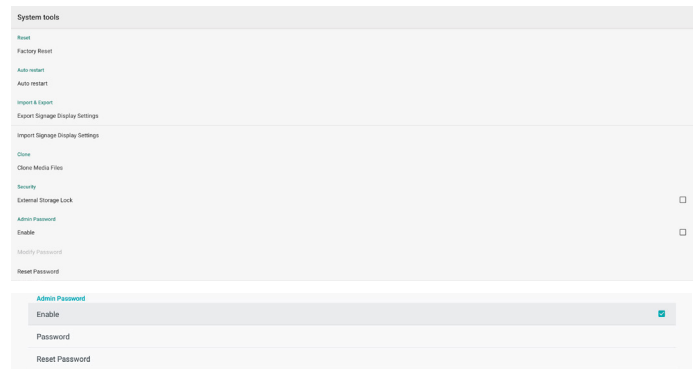 System tools
Reset
Factory Reset
Auto restart
Auto restart
Import & Export
Export Signage Display Settings
Import Signage Display Settings
Clone
Clone Media Files
Security
External Storage Lock
Admin Password
Enable
Modify Password
Reset Password
Admin Password
Enable
Password
Reset Password